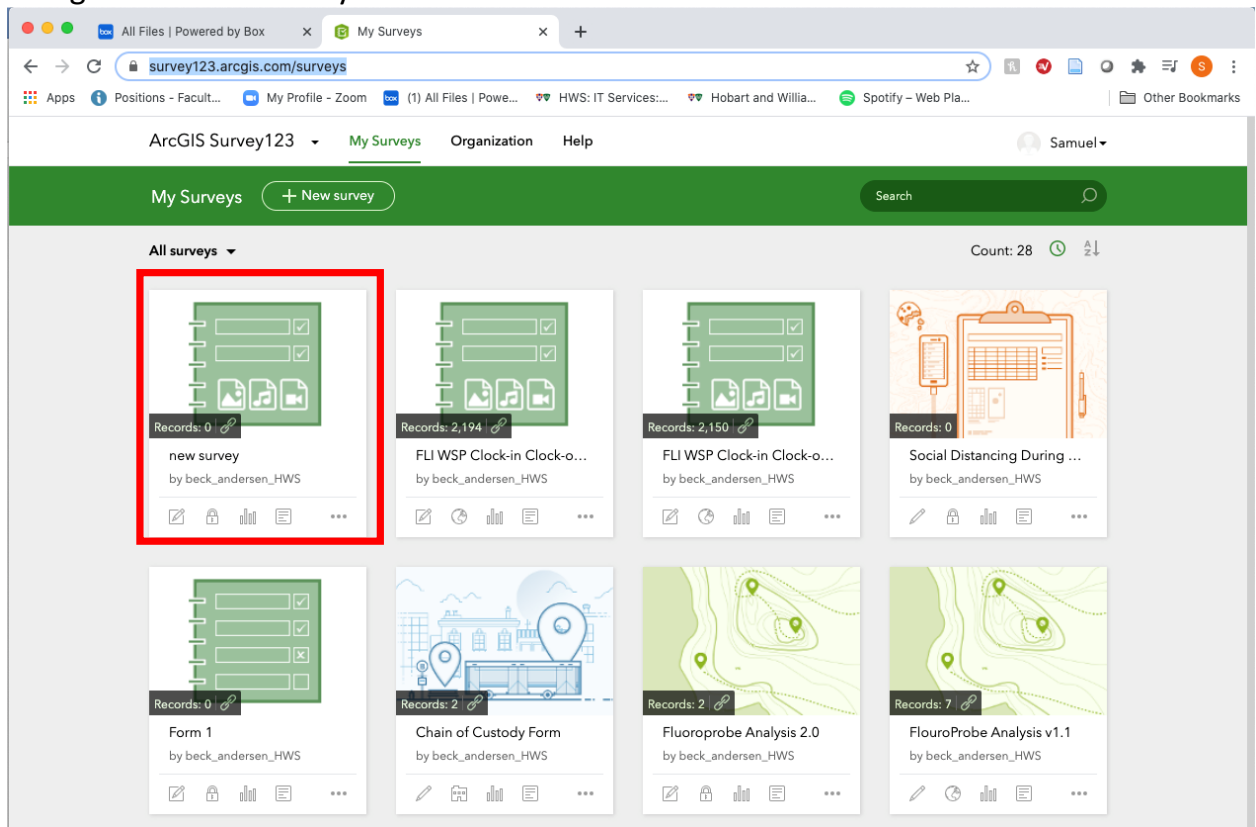 All Files | Powered by Box
My Surveys
survey123.arcgis.com/surveys
Apps Positions - Facult... My Profile - Zoom (1) All Files | Powe... HWS: IT Services:... Hobart and Willia... Spotify – Web Pla... Other Bookmarks
ArcGIS Survey123 My Surveys Organization Help Samuel
My Surveys + New survey Search
All surveys Count: 28
Records: 0 Records: 2,194 Records: 2,150 Records: 0
new survey FLI WSP Clock-in Clock-o... FLI WSP Clock-in Clock-o... Social Distancing During ...
by beck_andersen_HWS by beck_andersen_HWS by beck_andersen_HWS by beck_andersen_HWS
Records: 0 Records: 2 Records: 2 Records: 7
Form 1 Chain of Custody Form Fluoroprobe Analysis 2.0 FlouroProbe Analysis v1.1
by beck_andersen_HWS by beck_andersen_HWS by beck_andersen_HWS by beck_andersen_HWS